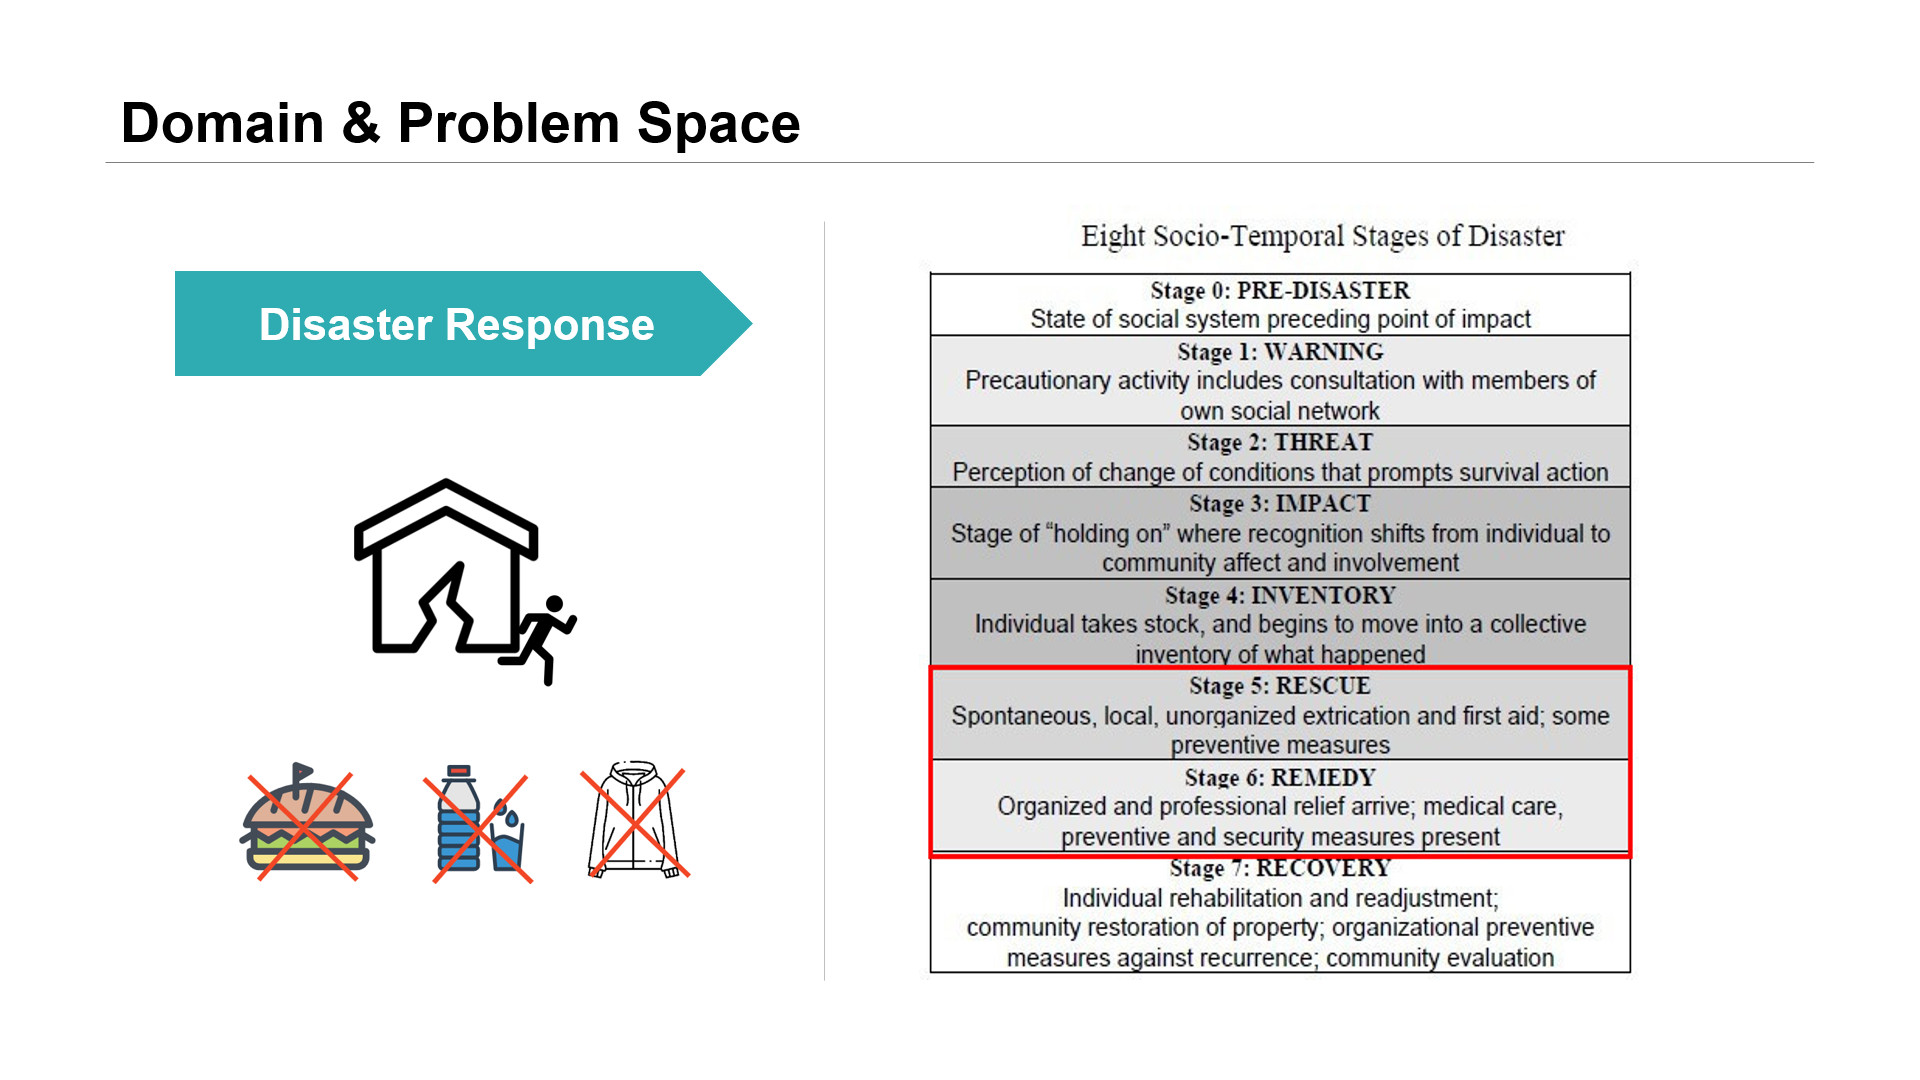 Domain & Problem Space
Disaster Response
Eight Socio-Temporal Stages of Disaster
Stage 0: PRE-DISASTER
State of social system preceding point of impact
Stage 1: WARNING
Precautionary activity includes consultation with members of
own social network
Stage 2: THREAT
Perception of change of conditions that prompts survival action
Stage 3: IMPACT
Stage of “holding on” where recognition shifts from individual to
community affect and involvement
Stage 4: INVENTORY
Individual takes stock, and begins to move into a collective
inventory of what happened
Stage 5: RESCUE
Spontaneous, local, unorganized extrication and first aid; some
preventive measures
Stage 6: REMEDY
Organized and professional relief arrive; medical care,
preventive and security measures present
Stage 7: RECOVERY
Individual rehabilitation and readjustment;
community restoration of property; organizational preventive
measures against recurrence; community evaluation